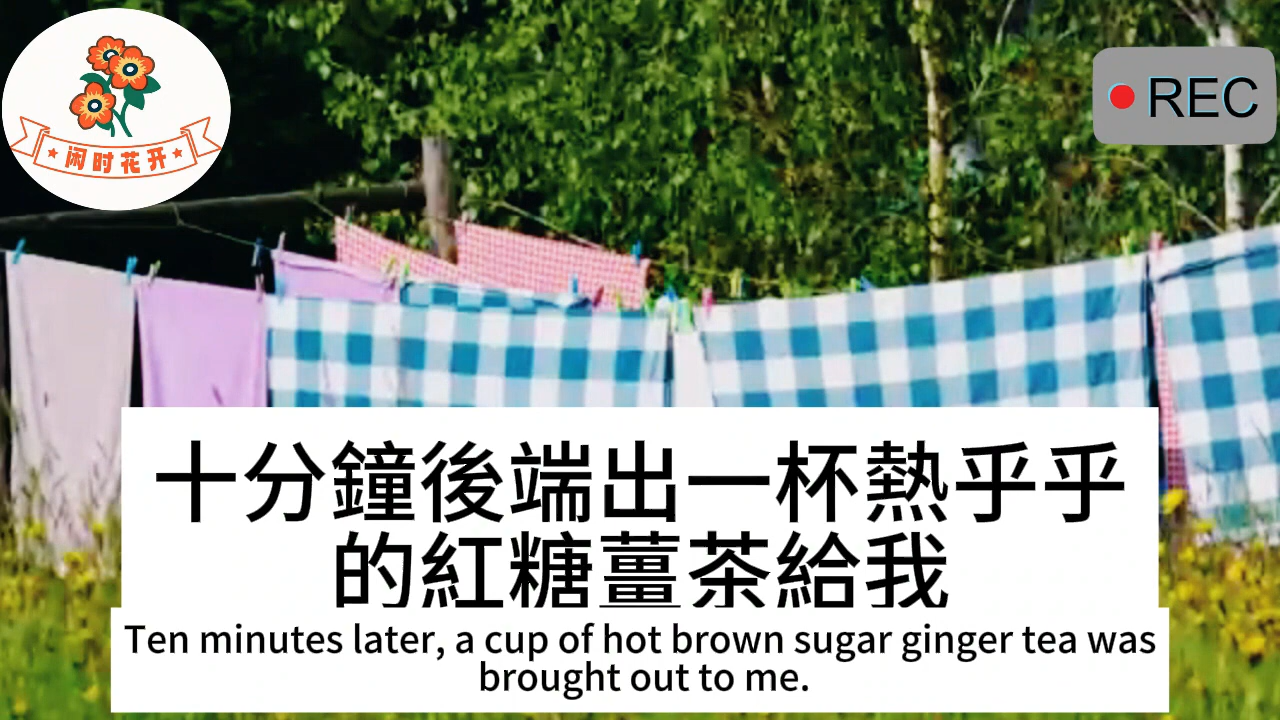 闲时花开
REC
十分鐘後端出一杯熱乎乎
的紅糖薑茶給我
Ten minutes later, a cup of hot brown sugar ginger tea was
brought out to me.